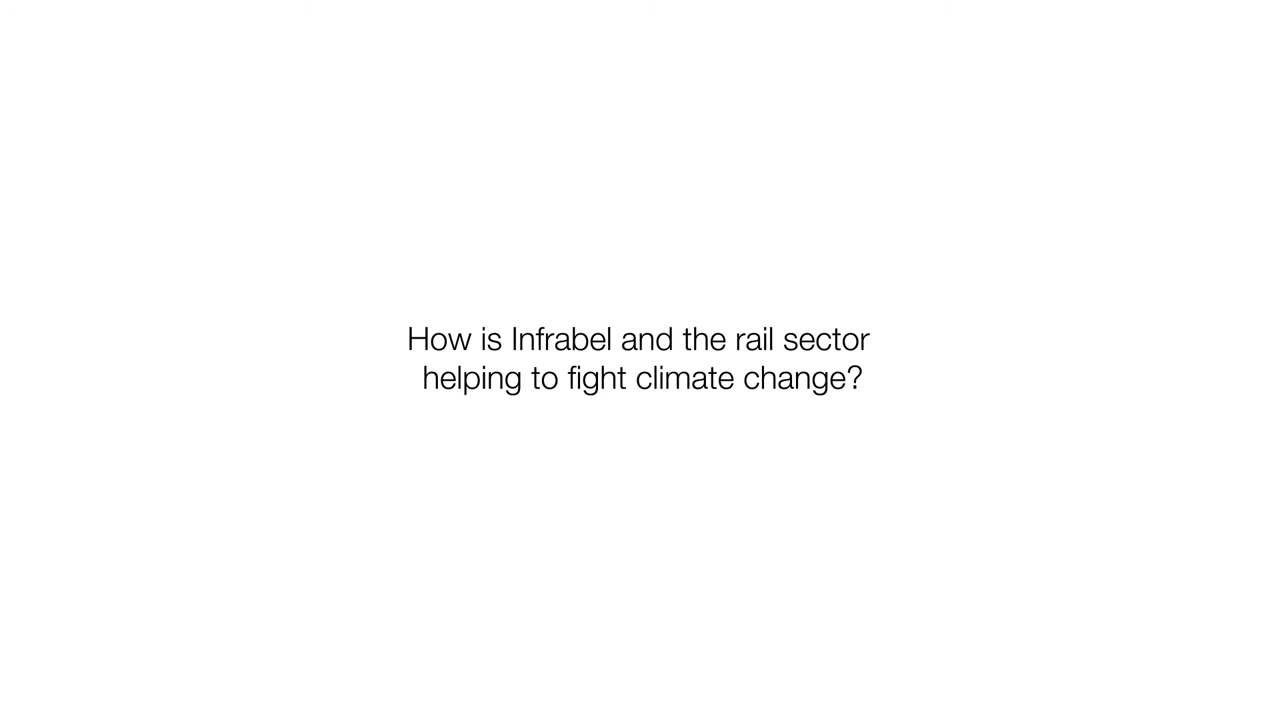 How is Infrabel and the rail sector
helping to fight climate change?